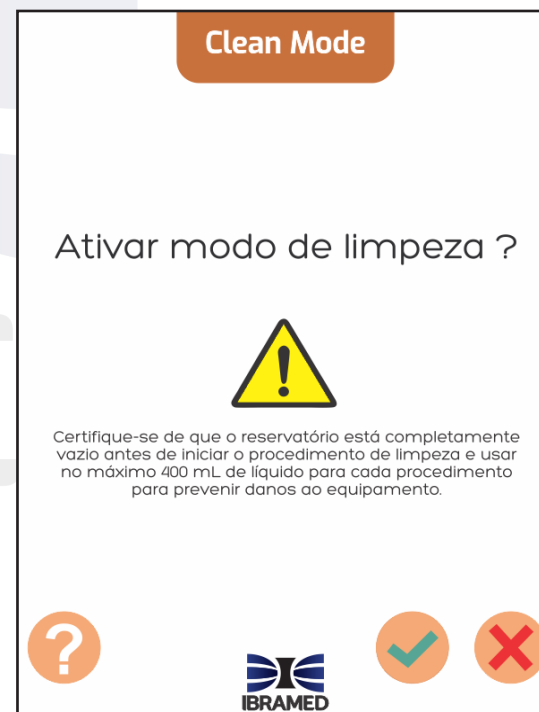 Clean Mode
Ativar modo de limpeza ?
Certifique-se de que o reservatório está completamente
vazio antes de iniciar o procedimento de limpeza e usar
no máximo 400 mL de líquido para cada procedimento
para prevenir danos ao equipamento.
?
IBRAMED